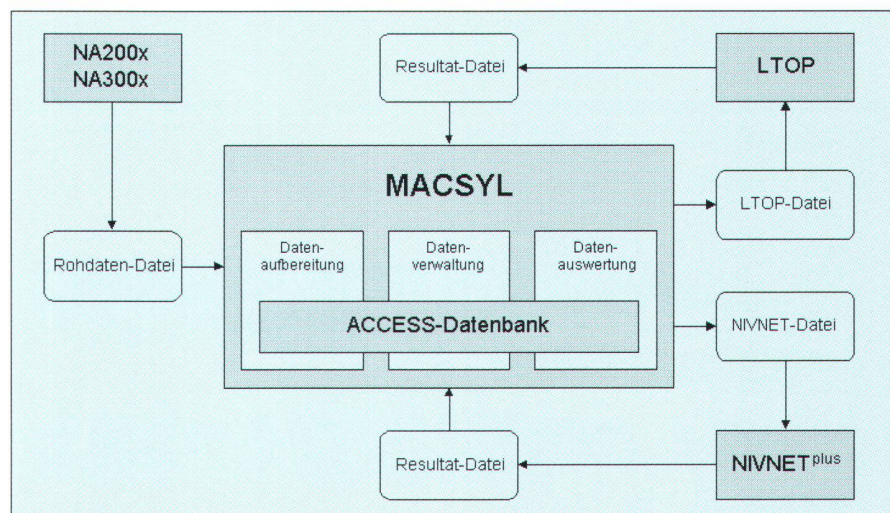 NA200x
NA300x
Resultat-Datei
LTOP
MACSYL
LTOP-Datei
Rohdaten-Datei
Daten-
aufbereitung
Daten-
verwaltung
Daten-
auswertung
ACCESS-Datenbank
NIVNET-Datei
Resultat-Datei
NIVNET plus